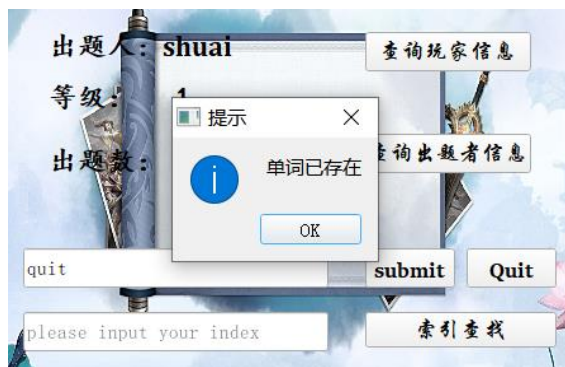 出题人：shuai
查询玩家信息
等级：1
提示
出题数：
单词已存在
查询出题者信息
OK
quit
submit
Quit
please input your index
索引查找